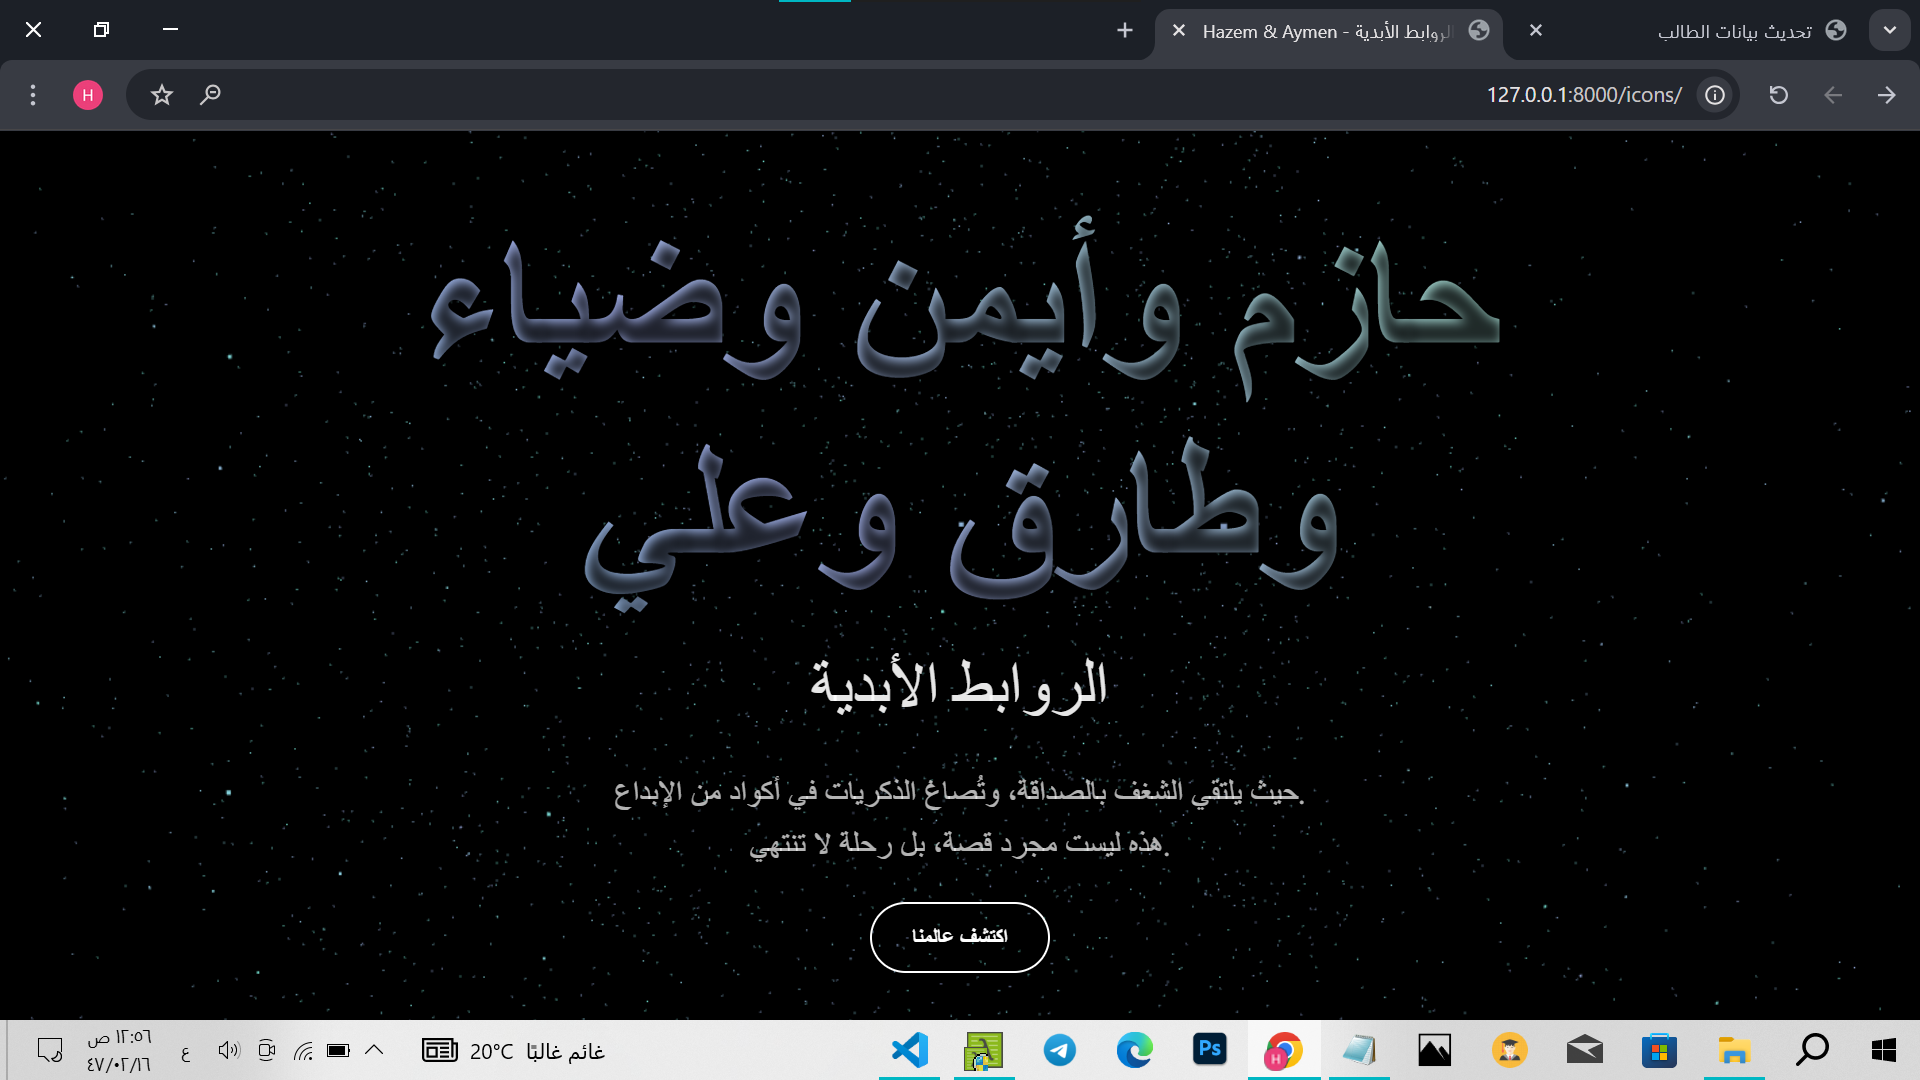 تحديث بيانات الطالب
Hazem & Aymen - الروابط الأبدية
127.0.0.1:8000/icons/
H
حازم وأيمن وضياء
وطارق وعلي
الروابط الأبدية
حيث يلتقي الشغف بالصداقة، وتُصاغ الذكريات في أكواد من الإبداع.
هذه ليست مجرد قصة، بل رحلة لا تنتهي.
اكتشف عالمنا
Ps
H
20°C غائم غالبًا
ع
١٢:٥٦ ص
٤٧/٠٢/١٦